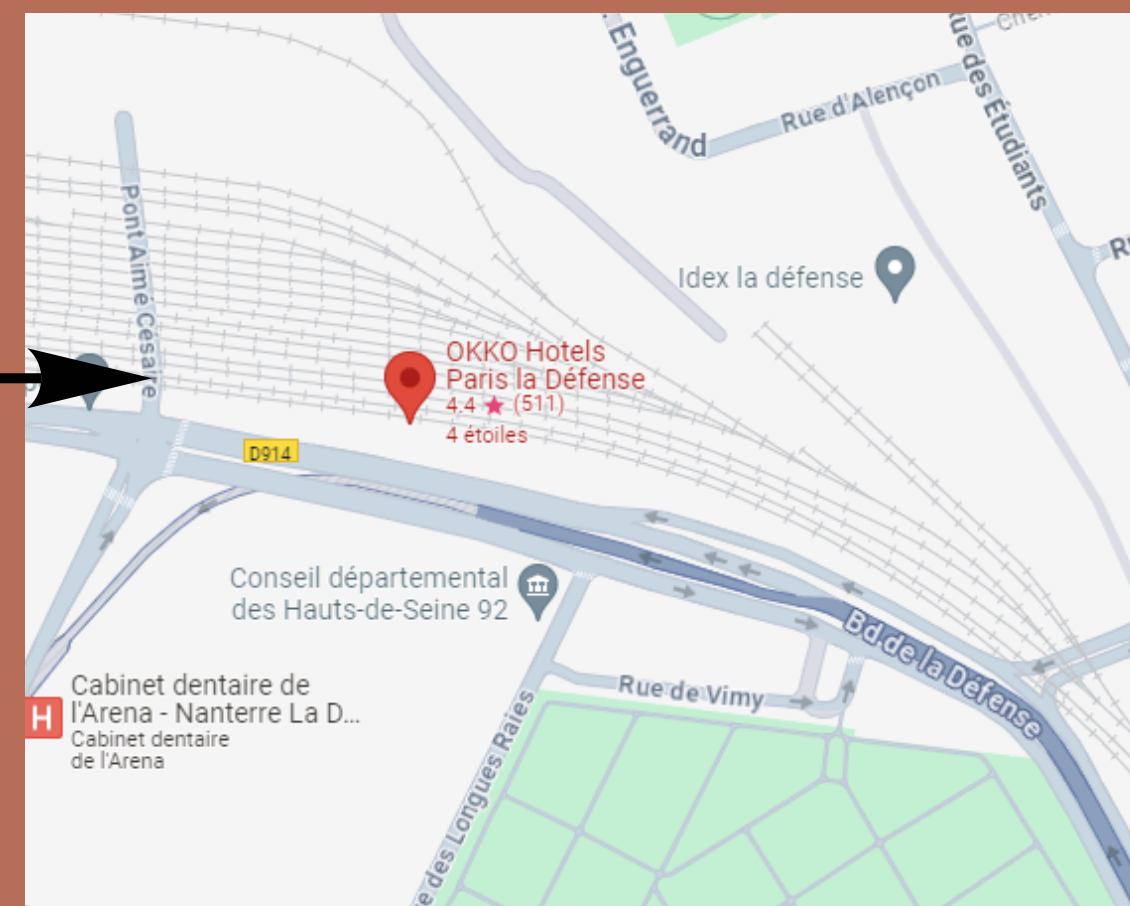 Enguerrand
Rue d'Alençon
Rue des Étudiants
Pont Aimé Césaire
Idex la défense
OKKO Hotels
Paris la Défense
4.4 ★ (511)
4 étoiles
D914
Conseil départemental
des Hauts-de-Seine 92
Bd de la Défense
Cabinet dentaire de
l'Arena - Nanterre La D...
Cabinet dentaire
de l'Arena
H
Rue de Vimy
des Longues Raies